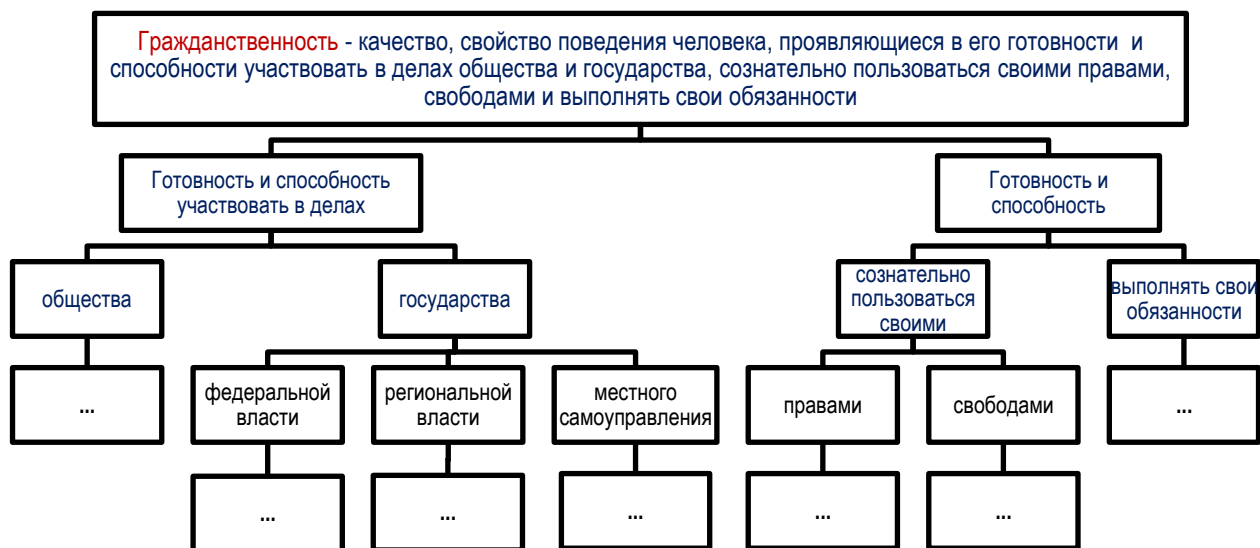 Гражданственность - качество, свойство поведения человека, проявляющиеся в его готовности и
способности участвовать в делах общества и государства, сознательно пользоваться своими правами,
свободами и выполнять свои обязанности
Готовность и способность
участвовать в делах
Готовность и
способность
общества
государства
сознательно
пользоваться
своими
выполнять свои
обязанности
...
федеральной
власти
региональной
власти
местного
самоуправления
правами
свободами
...
...
...
...
...
...